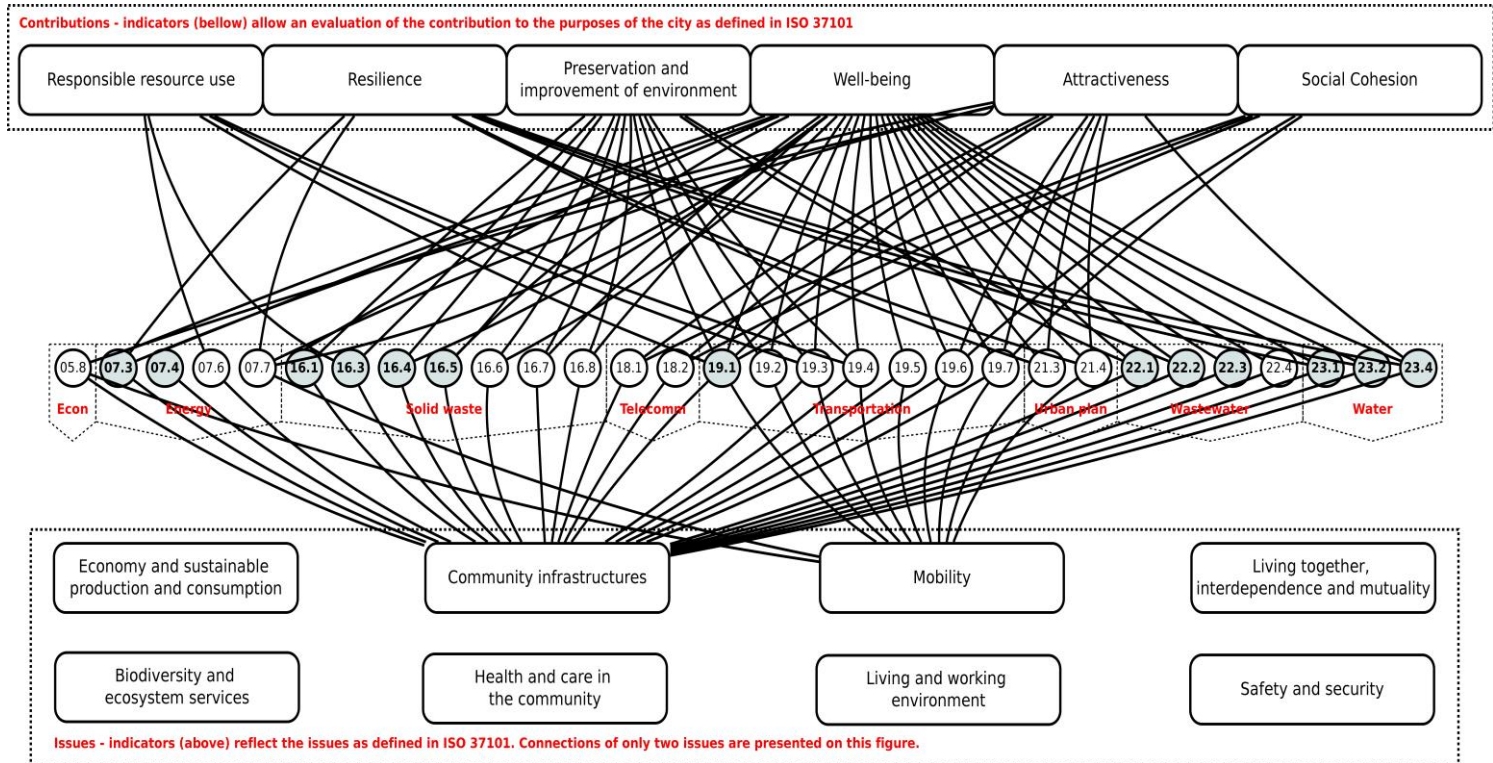 Contributions - indicators (bellow) allow an evaluation of the contribution to the purposes of the city as defined in ISO 37101
Responsible resource use
Resilience
Preservation and
improvement of environment
Well-being
Attractiveness
Social Cohesion
05.8 07.3 07.4 07.6 07.7 16.1 16.3 16.4 16.5 16.6 16.7 16.8 18.1 18.2 19.1 19.2 19.3 19.4 19.5 19.6 19.7 21.3 21.4 22.1 22.2 22.3 22.4 23.1 23.2 23.4
Econ Energy Solid waste Telecomm Transportation Urban plan Wastewater Water
Economy and sustainable
production and consumption
Community infrastructures
Mobility
Living together,
interdependence and mutuality
Biodiversity and
ecosystem services
Health and care in
the community
Living and working
environment
Safety and security
Issues - indicators (above) reflect the issues as defined in ISO 37101. Connections of only two issues are presented on this figure.